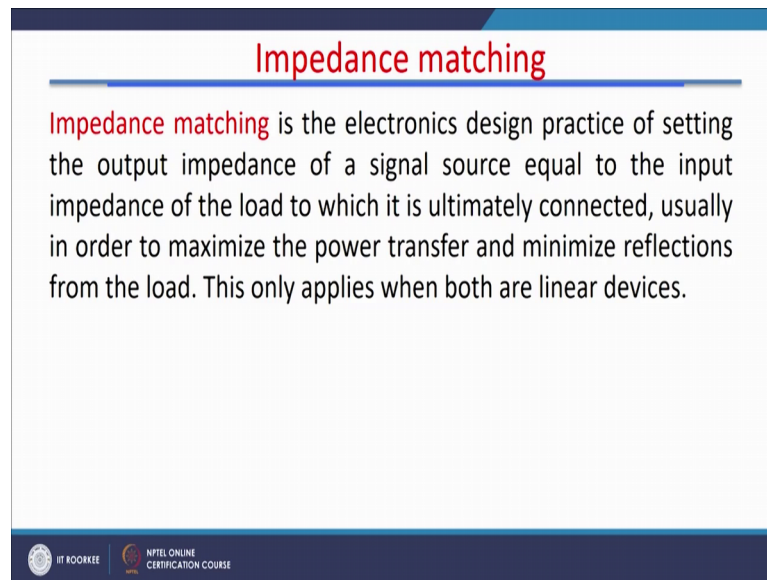 Impedance matching
Impedance matching is the electronics design practice of setting
the output impedance of a signal source equal to the input
impedance of the load to which it is ultimately connected, usually
in order to maximize the power transfer and minimize reflections
from the load. This only applies when both are linear devices.
IIT ROORKEE
NPTEL ONLINE
CERTIFICATION COURSE
NPTEL